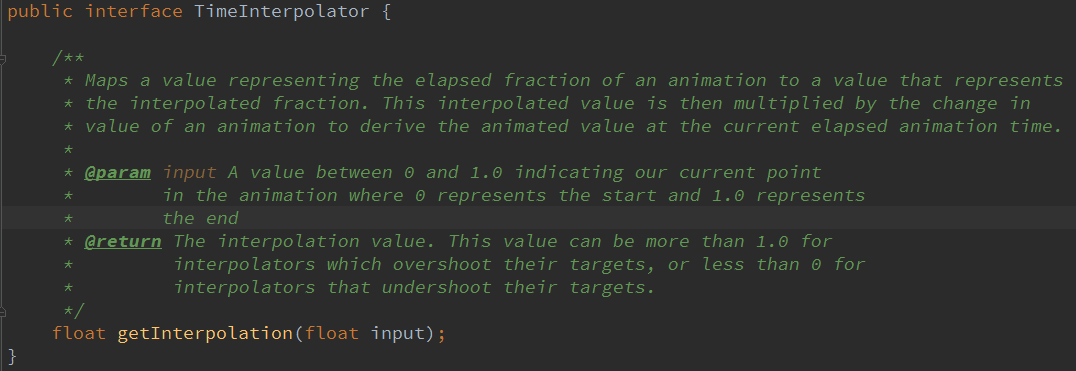 public interface TimeInterpolator {
/**
* Maps a value representing the elapsed fraction of an animation to a value that represents
* the interpolated fraction. This interpolated value is then multiplied by the change in
* value of an animation to derive the animated value at the current elapsed animation time.
*
* @param input A value between 0 and 1.0 indicating our current point
*        in the animation where 0 represents the start and 1.0 represents
*        the end
* @return The interpolation value. This value can be more than 1.0 for
*         interpolators which overshoot their targets, or less than 0 for
*         interpolators that undershoot their targets.
*/
float getInterpolation(float input);
}